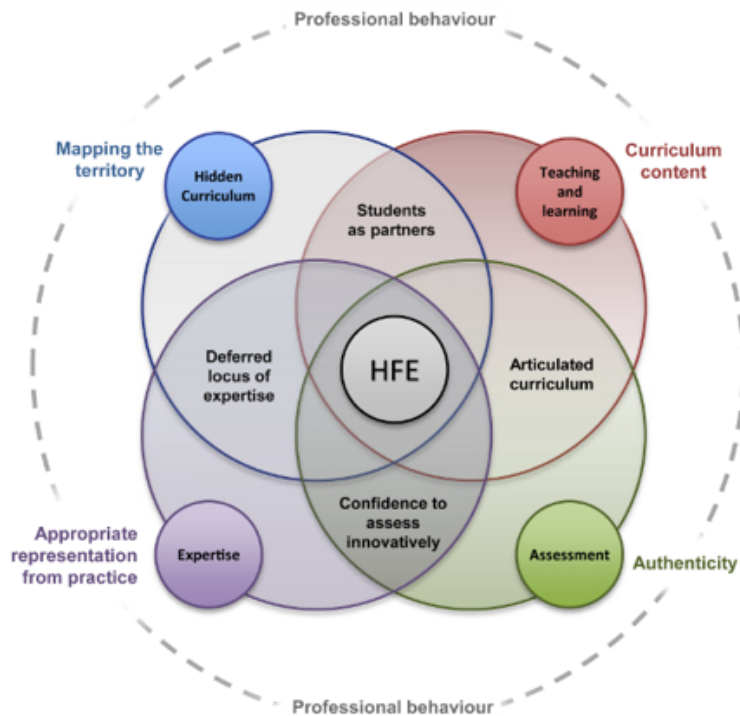 Professional behaviour
Mapping the
territory
Hidden
Curriculum
Teaching
and
learning
Curriculum
content
Students
as partners
Deferred
locus of
expertise
HFE
Articulated
curriculum
Confidence to
assess
innovatively
Appropriate
representation
from practice
Expertise
Assessment
Authenticity
Professional behaviour